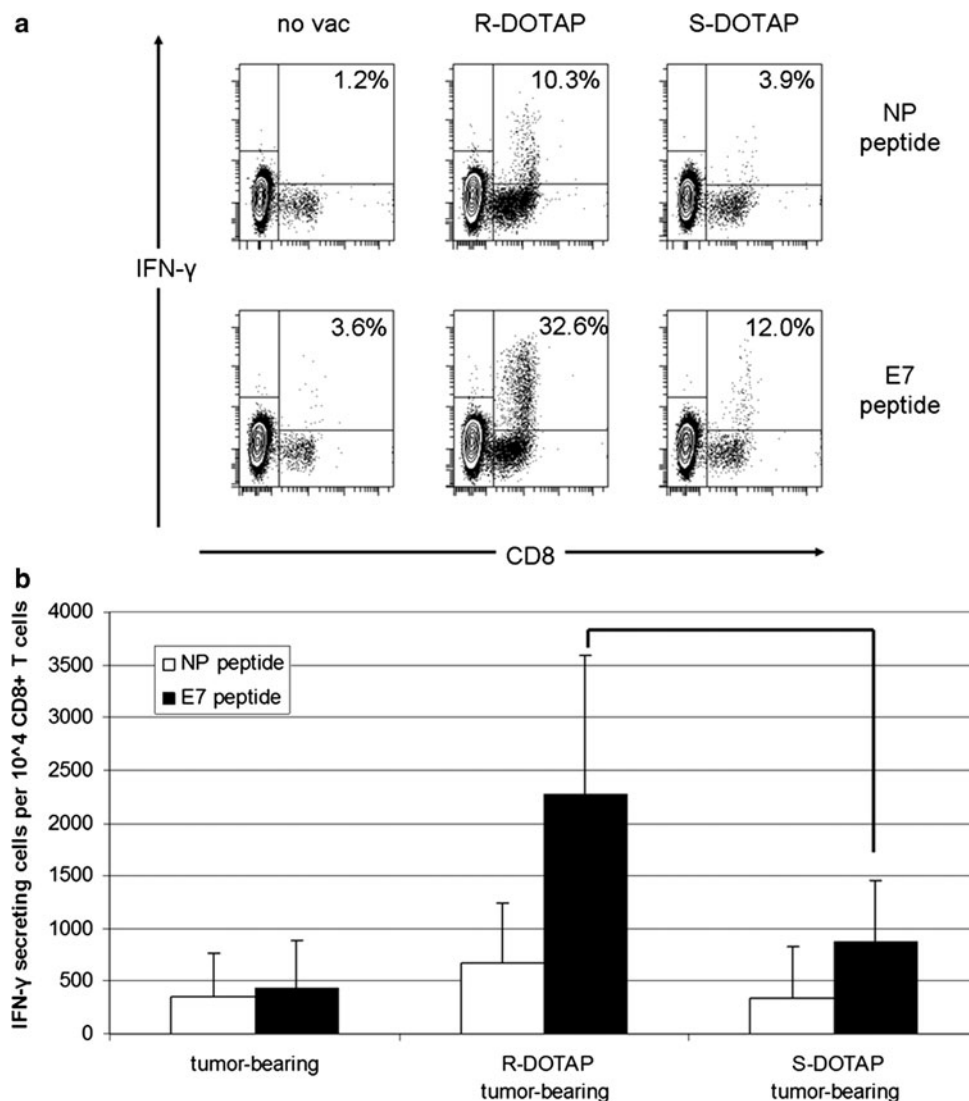 a
no vac R-DOTAP S-DOTAP
1.2% 10.3% 3.9%
NP
peptide
IFN-γ
3.6% 32.6% 12.0%
E7
peptide
CD8
b
IFN-γ secreting cells per 10^4 CD8+ T cells
4000
3500
3000
2500
2000
1500
1000
500
0
NP peptide
E7 peptide
tumor-bearing R-DOTAP S-DOTAP
tumor-bearing tumor-bearing